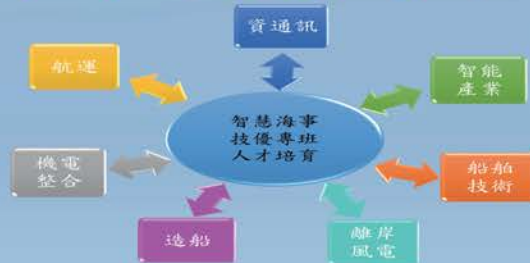 資通訊
航運
智能
產業
智慧海事
技優專班
人才培育
機電
整合
船舶
技術
造船
離岸
風電